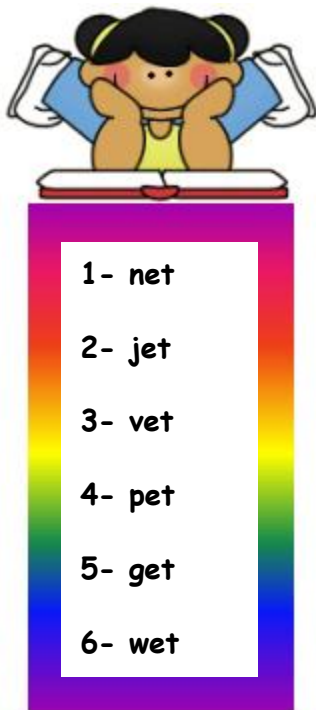 1- net
2- jet
3- vet
4- pet
5- get
6- wet